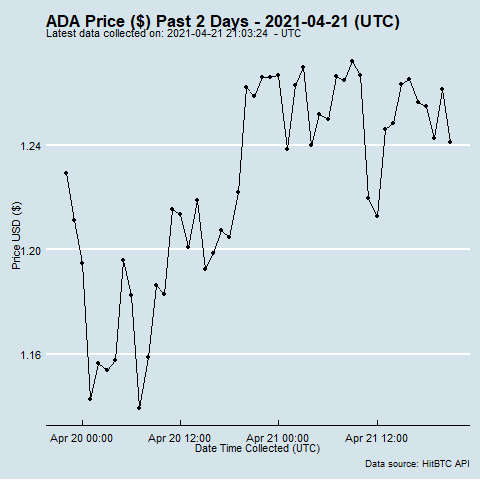 ADA Price ($) Past 2 Days - 2021-04-21 (UTC)
Latest data collected on: 2021-04-21 21:03:24 - UTC
Price USD ($)
1.24
1.20
1.16
Apr 20 00:00
Apr 20 12:00
Apr 21 00:00
Apr 21 12:00
Date Time Collected (UTC)
Data source: HitBTC API